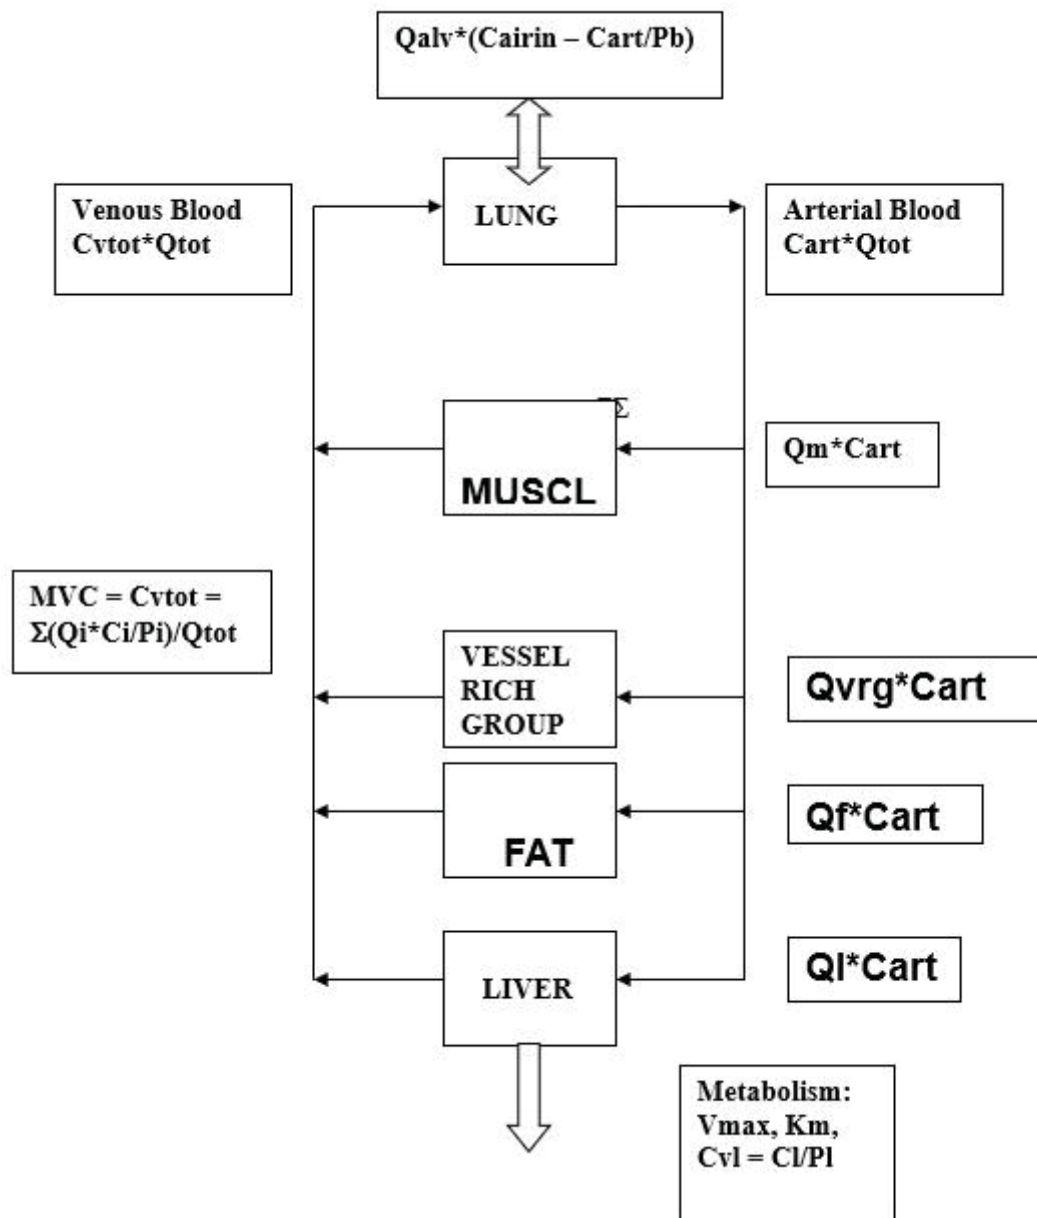 Qalv*(Cairin – Cart/Pb)
Venous Blood
Cvtot*Qtot
LUNG
Arterial Blood
Cart*Qtot
Σ
MUSCL
Qm*Cart
MVC = Cvtot =
Σ(Qi*Ci/Pi)/Qtot
VESSEL
RICH
GROUP
Qvrg*Cart
FAT
Qf*Cart
LIVER
Ql*Cart
Metabolism:
Vmax, Km,
Cvl = Cl/Pl